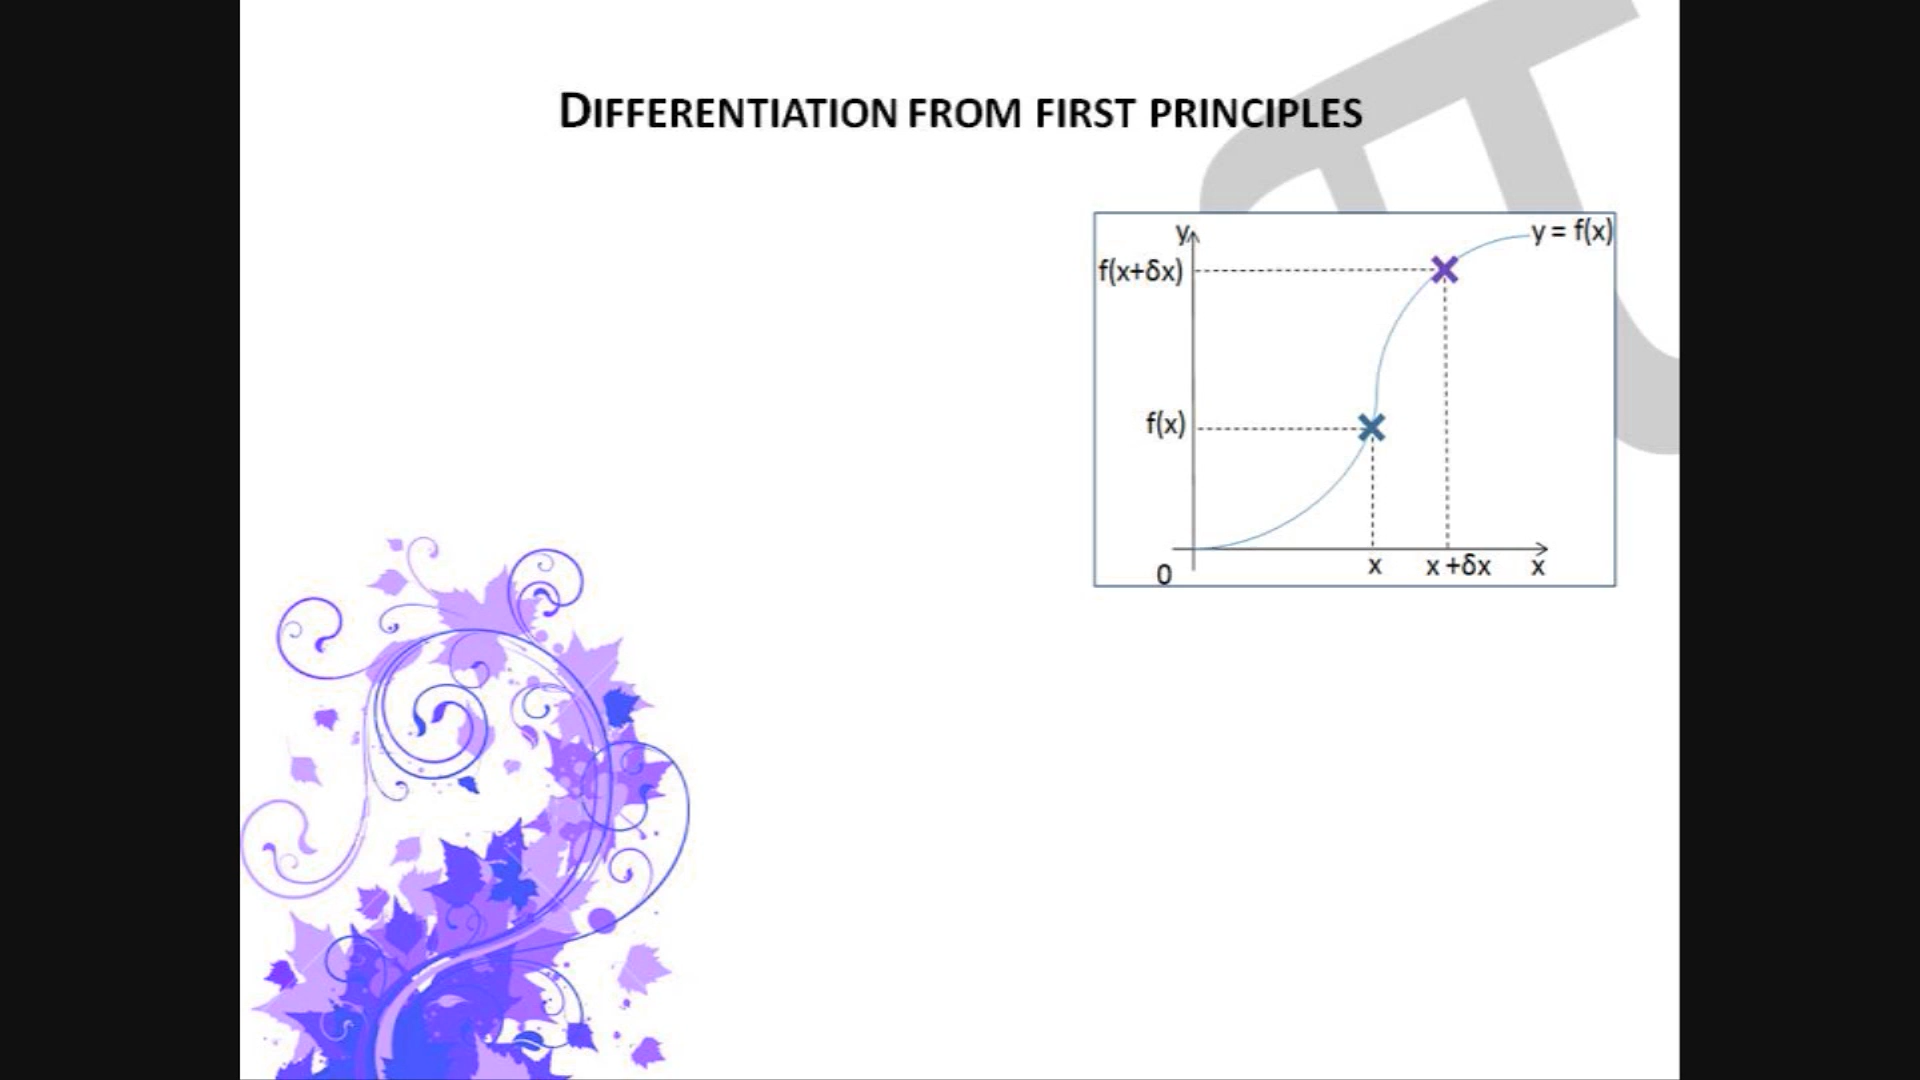 DIFFERENTIATION FROM FIRST PRINCIPLES
y
y = f(x)
f(x+δx)
f(x)
0
x
x +δx
x